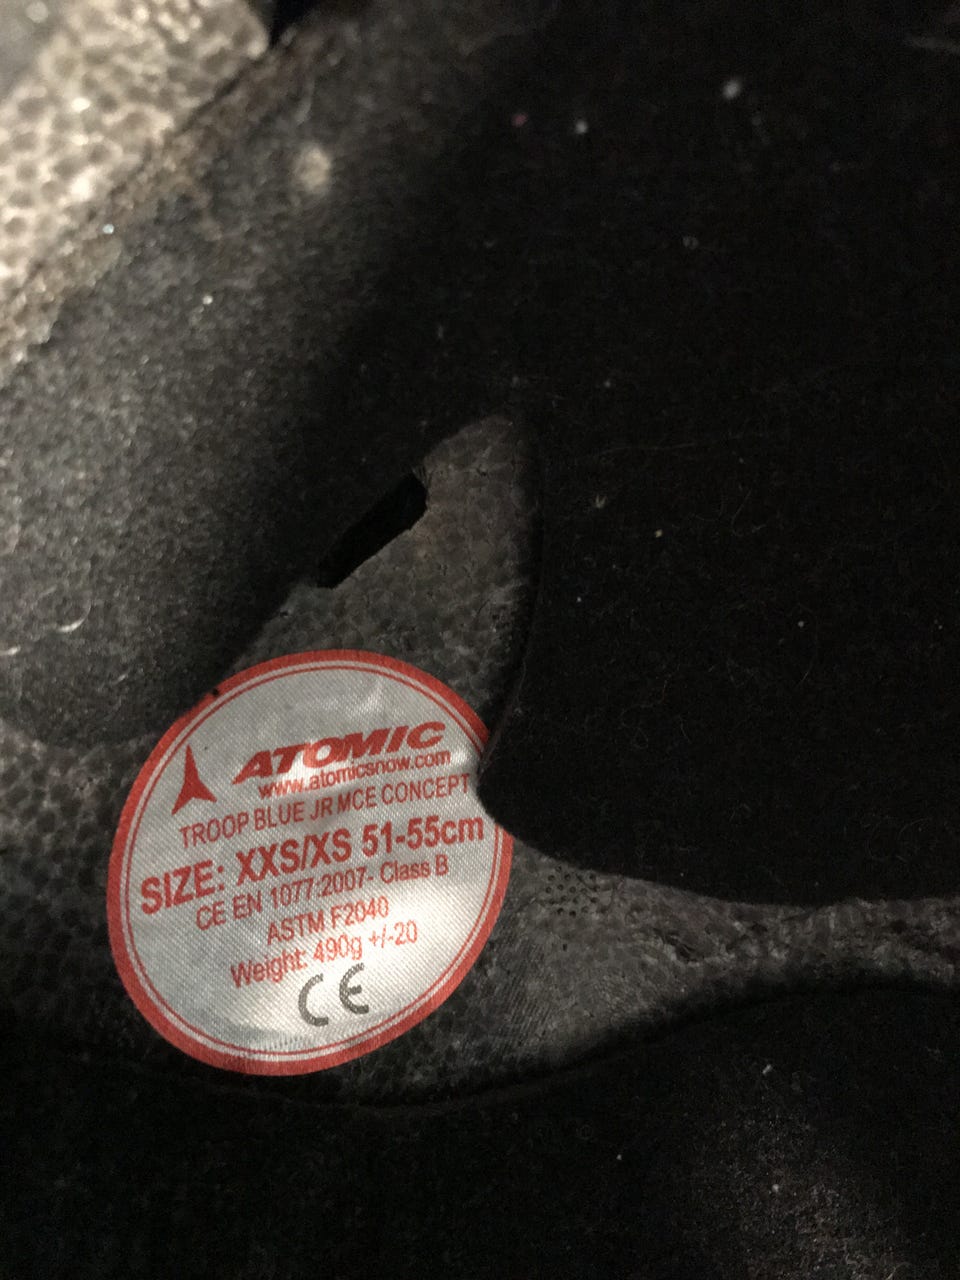 ATOMIC
www.atomicsnow.com
TROOP BLUE JR MCE CONCEPT
SIZE: XXS/XS 51-55cm
CE EN 1077:2007- Class B
ASTM F2040
Weight: 490g +/-20
CE